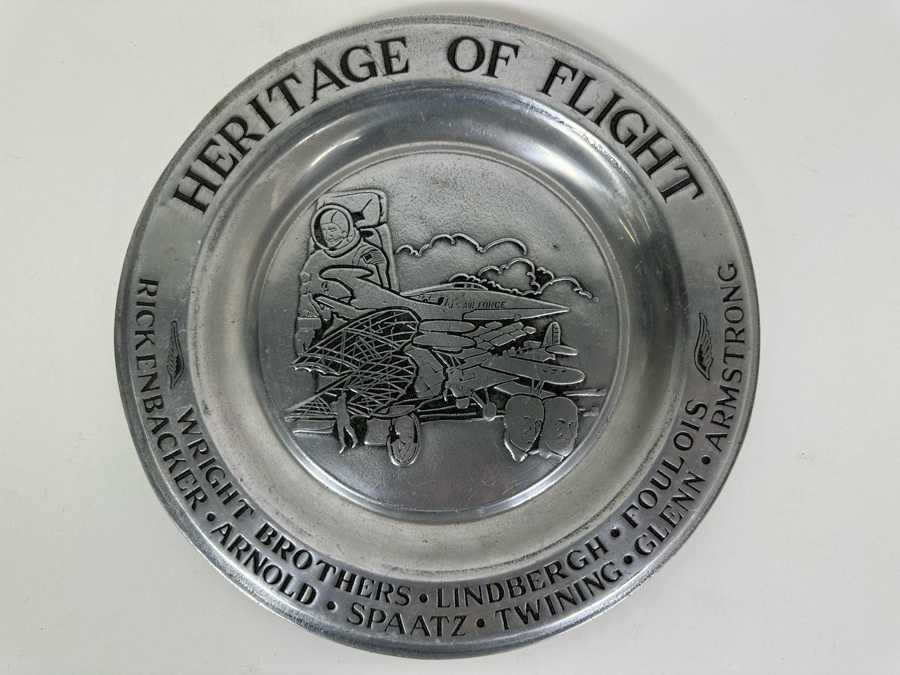 HERITAGE OF FLIGHT
U.S. AIR FORCE
WRIGHT BROTHERS • LINDBERGH • FOULOIS
RICKENBACKER • ARNOLD • SPAATZ • TWINING • GLENN • ARMSTRONG